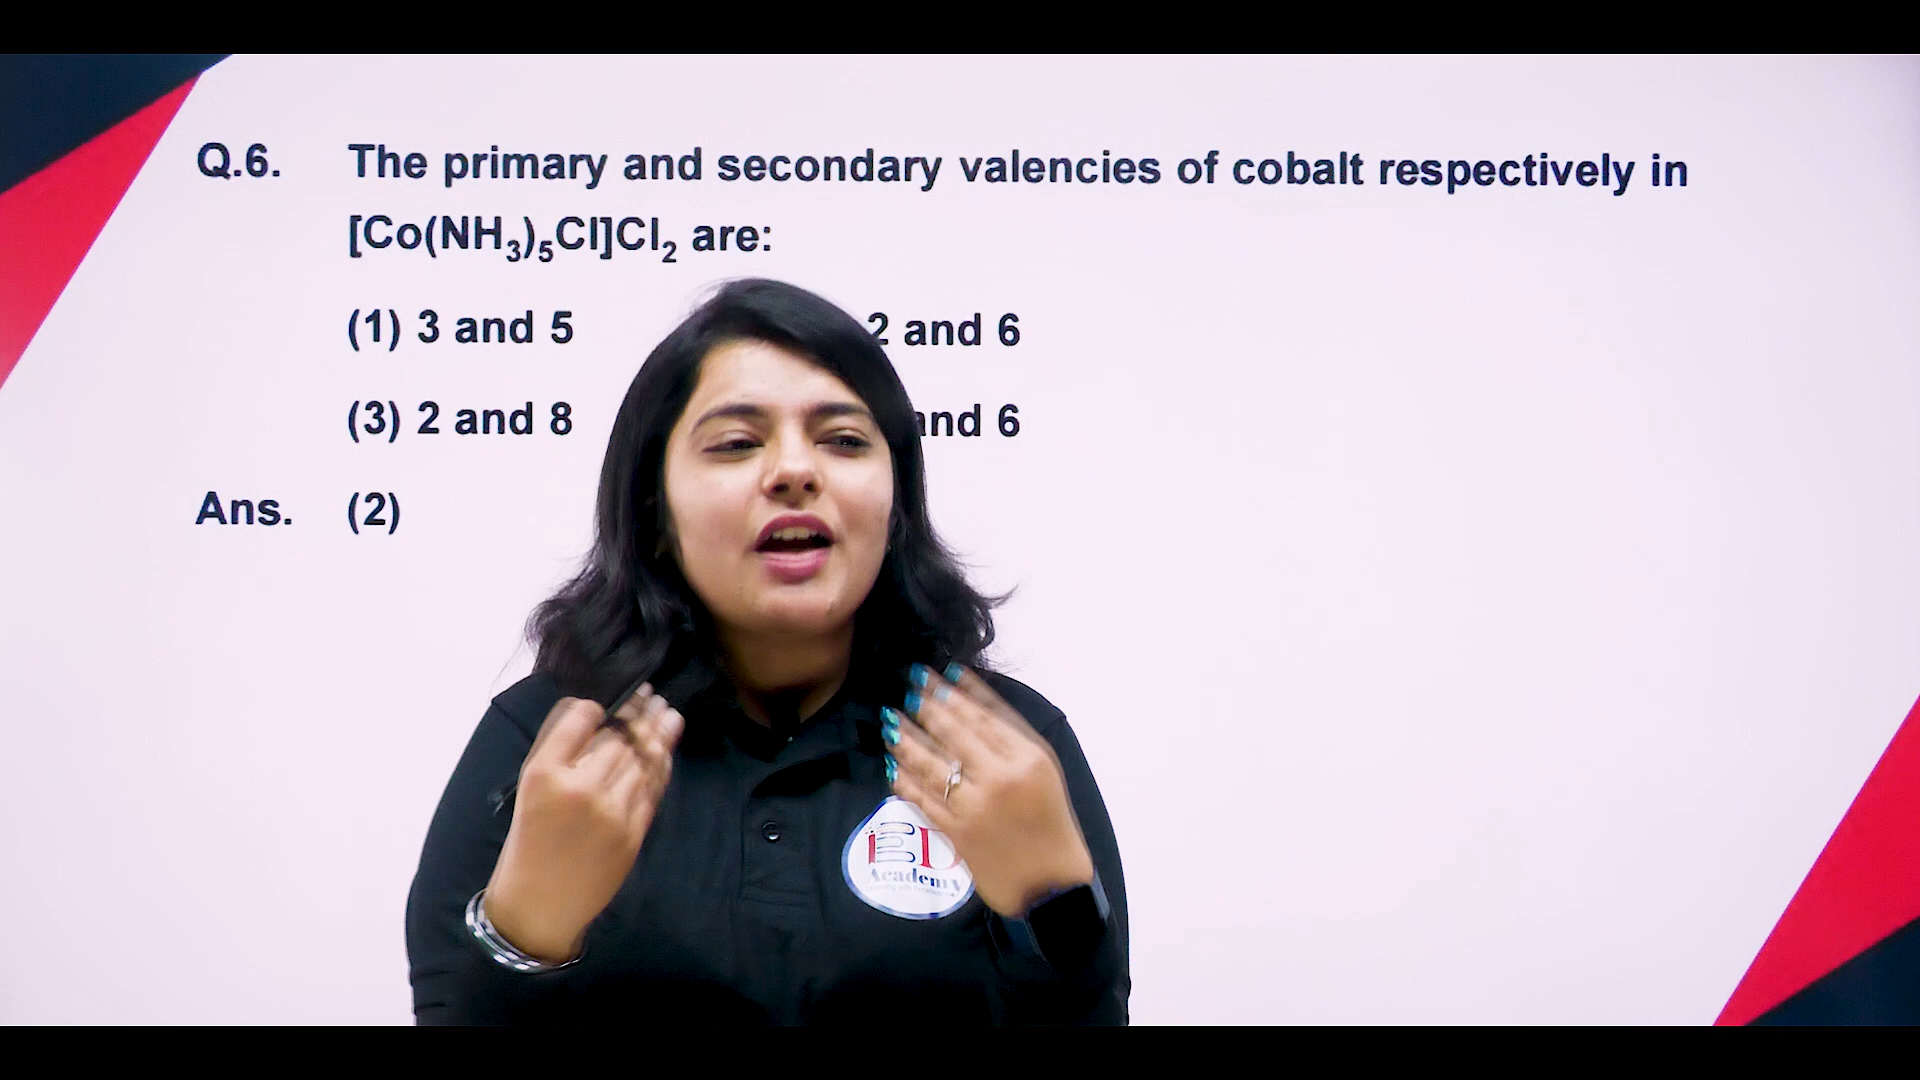 Q.6. The primary and secondary valencies of cobalt respectively in
[Co(NH₃)₅Cl]Cl₂ are:
(1) 3 and 5 2 and 6
(3) 2 and 8 and 6
Ans. (2)
ED
Academy